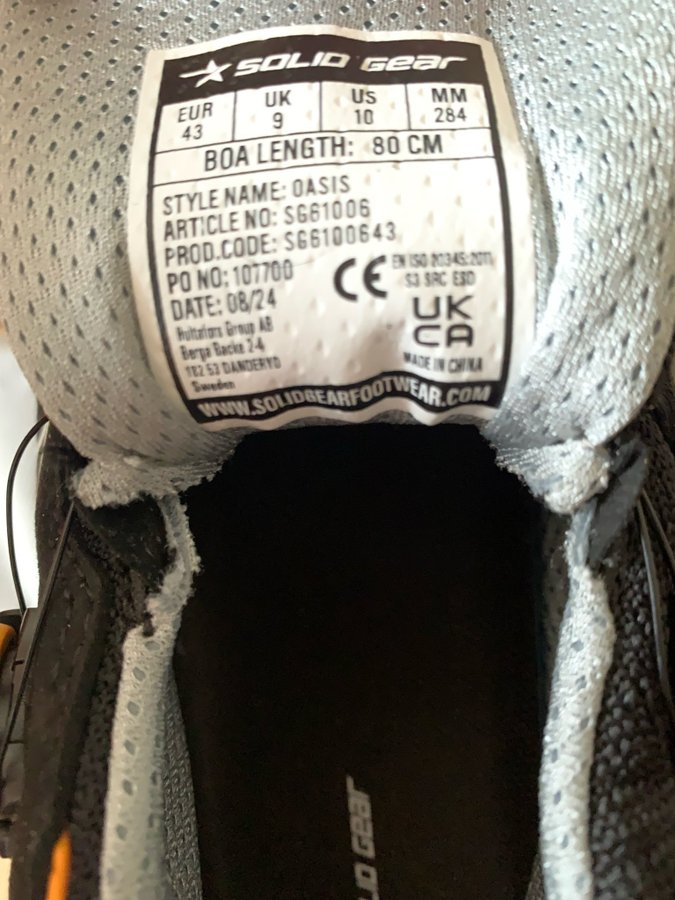 SOLID GEAR
EUR 43 UK 9 US 10 MM 284
BOA LENGTH: 80 CM
STYLE NAME: OASIS
ARTICLE NO: SG61006
PROD.CODE: SG6100643
PO NO: 107700
DATE: 08/24
Hultafors Group AB
Berga Backe 2-4
182 53 DANDERYD
Sweden
CE EN ISO 20345:2011
S3 SRC ESD
UK
CA
MADE IN CHINA
WWW.SOLIDGEARFOOTWEAR.COM
GEAR